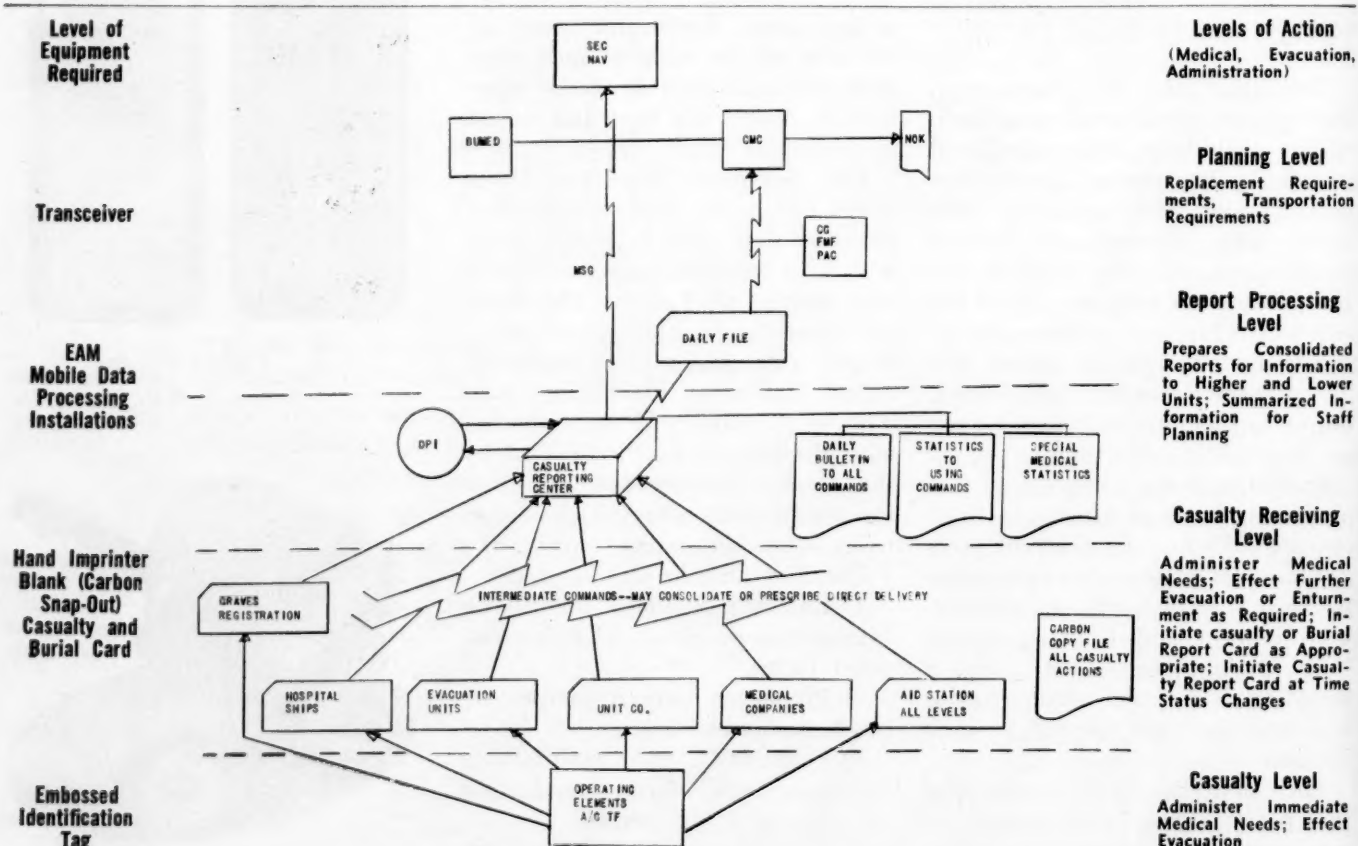 Level of
Equipment
Required
SEC
NAV
Levels of Action
(Medical, Evacuation,
Administration)
BUMED
CMC
NOK
Planning Level
Replacement Require-
ments, Transportation
Requirements
Transceiver
CG
FMF
PAC
MSG
Report Processing
Level
Prepares Consolidated
Reports for Information
to Higher and Lower
Units; Summarized In-
formation for Staff
Planning
DAILY FILE
EAM
Mobile Data
Processing
Installations
DPI
CASUALTY
REPORTING
CENTER
DAILY
BULLETIN
TO ALL
COMMANDS
STATISTICS
TO
USING
COMMANDS
SPECIAL
MEDICAL
STATISTICS
Casualty Receiving
Level
Administer Medical
Needs; Effect Further
Evacuation or Enturn-
ment as Required; In-
itiate casualty or Burial
Report Card as Appro-
priate; Initiate Casual-
ty Report Card at Time
Status Changes
Hand Imprinter
Blank (Carbon
Snap-Out)
Casualty and
Burial Card
GRAVES
REGISTRATION
INTERMEDIATE COMMANDS--MAY CONSOLIDATE OR PRESCRIBE DIRECT DELIVERY
CARBON
COPY FILE
ALL CASUALTY
ACTIONS
HOSPITAL
SHIPS
EVACUATION
UNITS
UNIT CO.
MEDICAL
COMPANIES
AID STATION
ALL LEVELS
Embossed
Identification
Tag
OPERATING
ELEMENTS
A/C TF
Casualty Level
Administer Immediate
Medical Needs; Effect
Evacuation